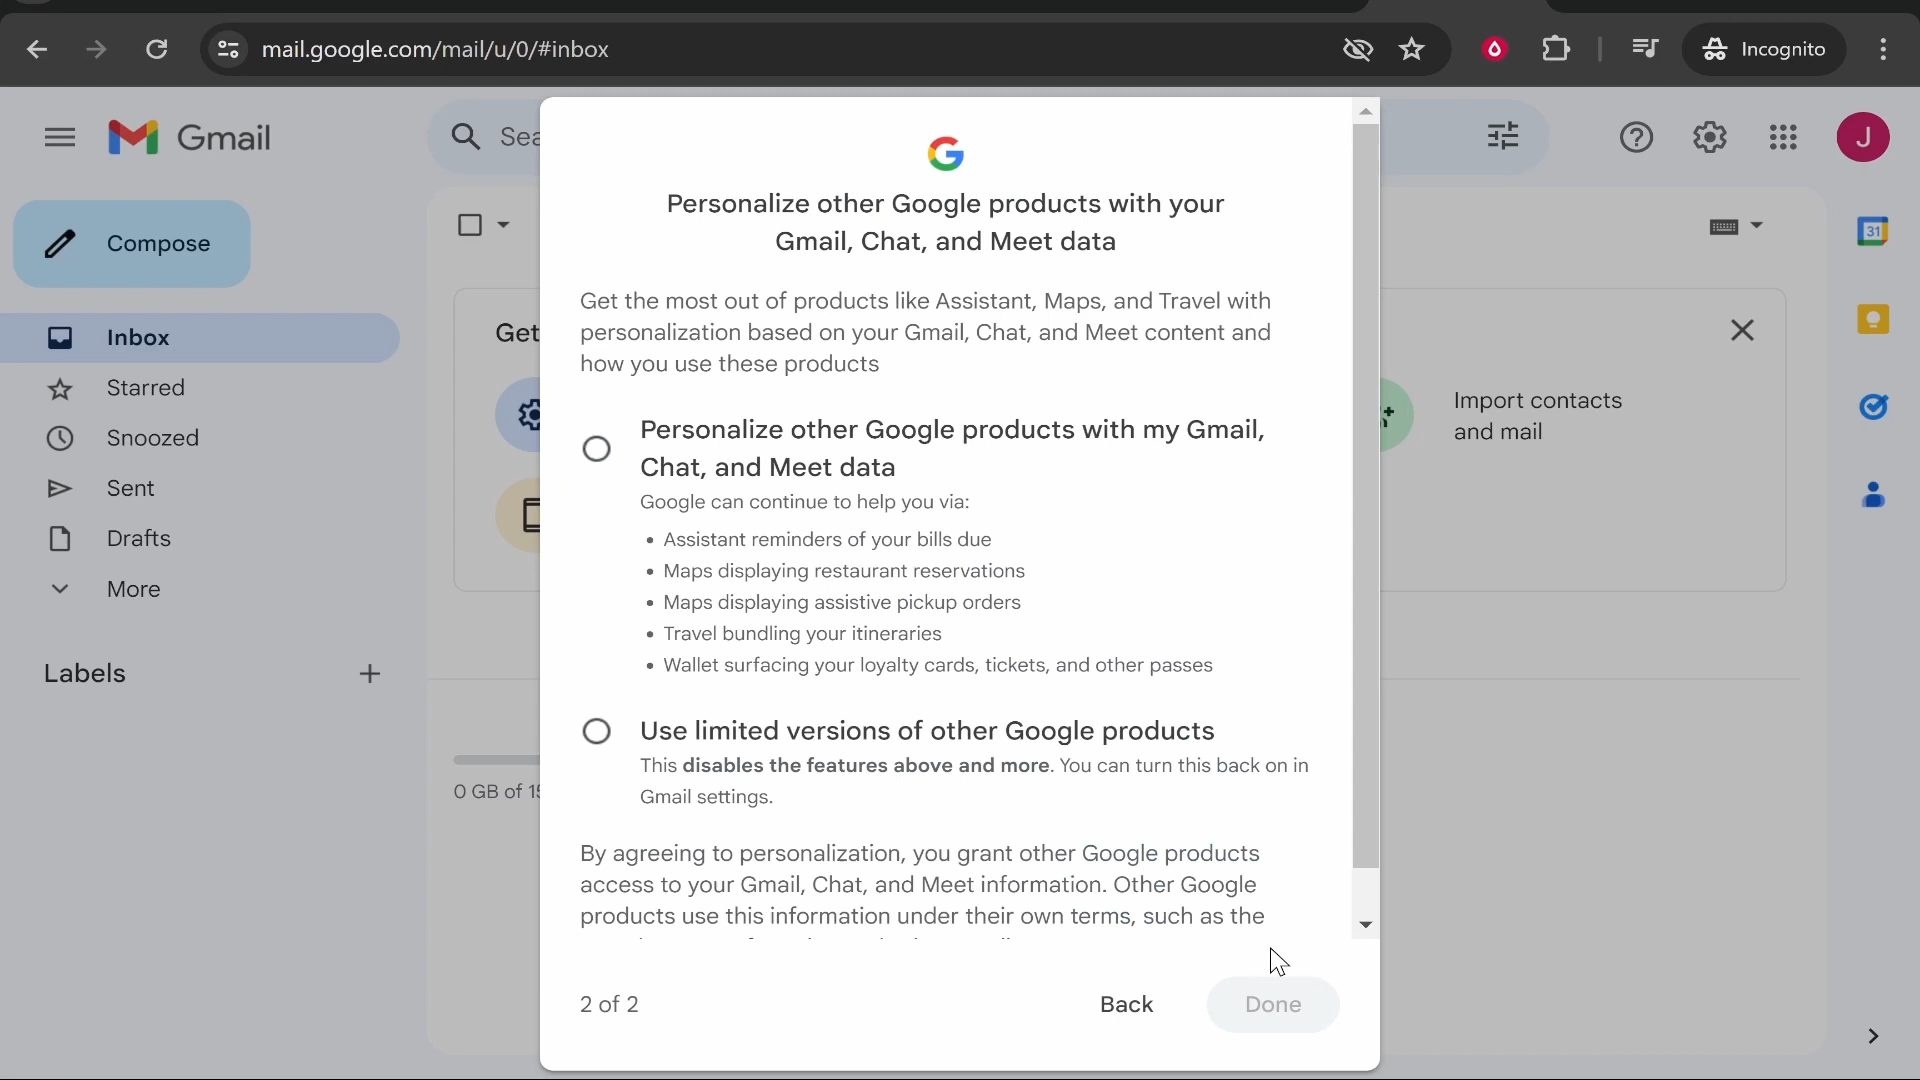 mail.google.com/mail/u/0/#inbox
Incognito
Gmail
Sea
J
Compose
Inbox
Starred
Snoozed
Sent
Drafts
More
Labels
Get
0 GB of 15
Import contacts
and mail
31
G
Personalize other Google products with your
Gmail, Chat, and Meet data
Get the most out of products like Assistant, Maps, and Travel with
personalization based on your Gmail, Chat, and Meet content and
how you use these products
Personalize other Google products with my Gmail,
Chat, and Meet data
Google can continue to help you via:
• Assistant reminders of your bills due
• Maps displaying restaurant reservations
• Maps displaying assistive pickup orders
• Travel bundling your itineraries
• Wallet surfacing your loyalty cards, tickets, and other passes
Use limited versions of other Google products
This disables the features above and more. You can turn this back on in
Gmail settings.
By agreeing to personalization, you grant other Google products
access to your Gmail, Chat, and Meet information. Other Google
products use this information under their own terms, such as the
2 of 2
Back
Done